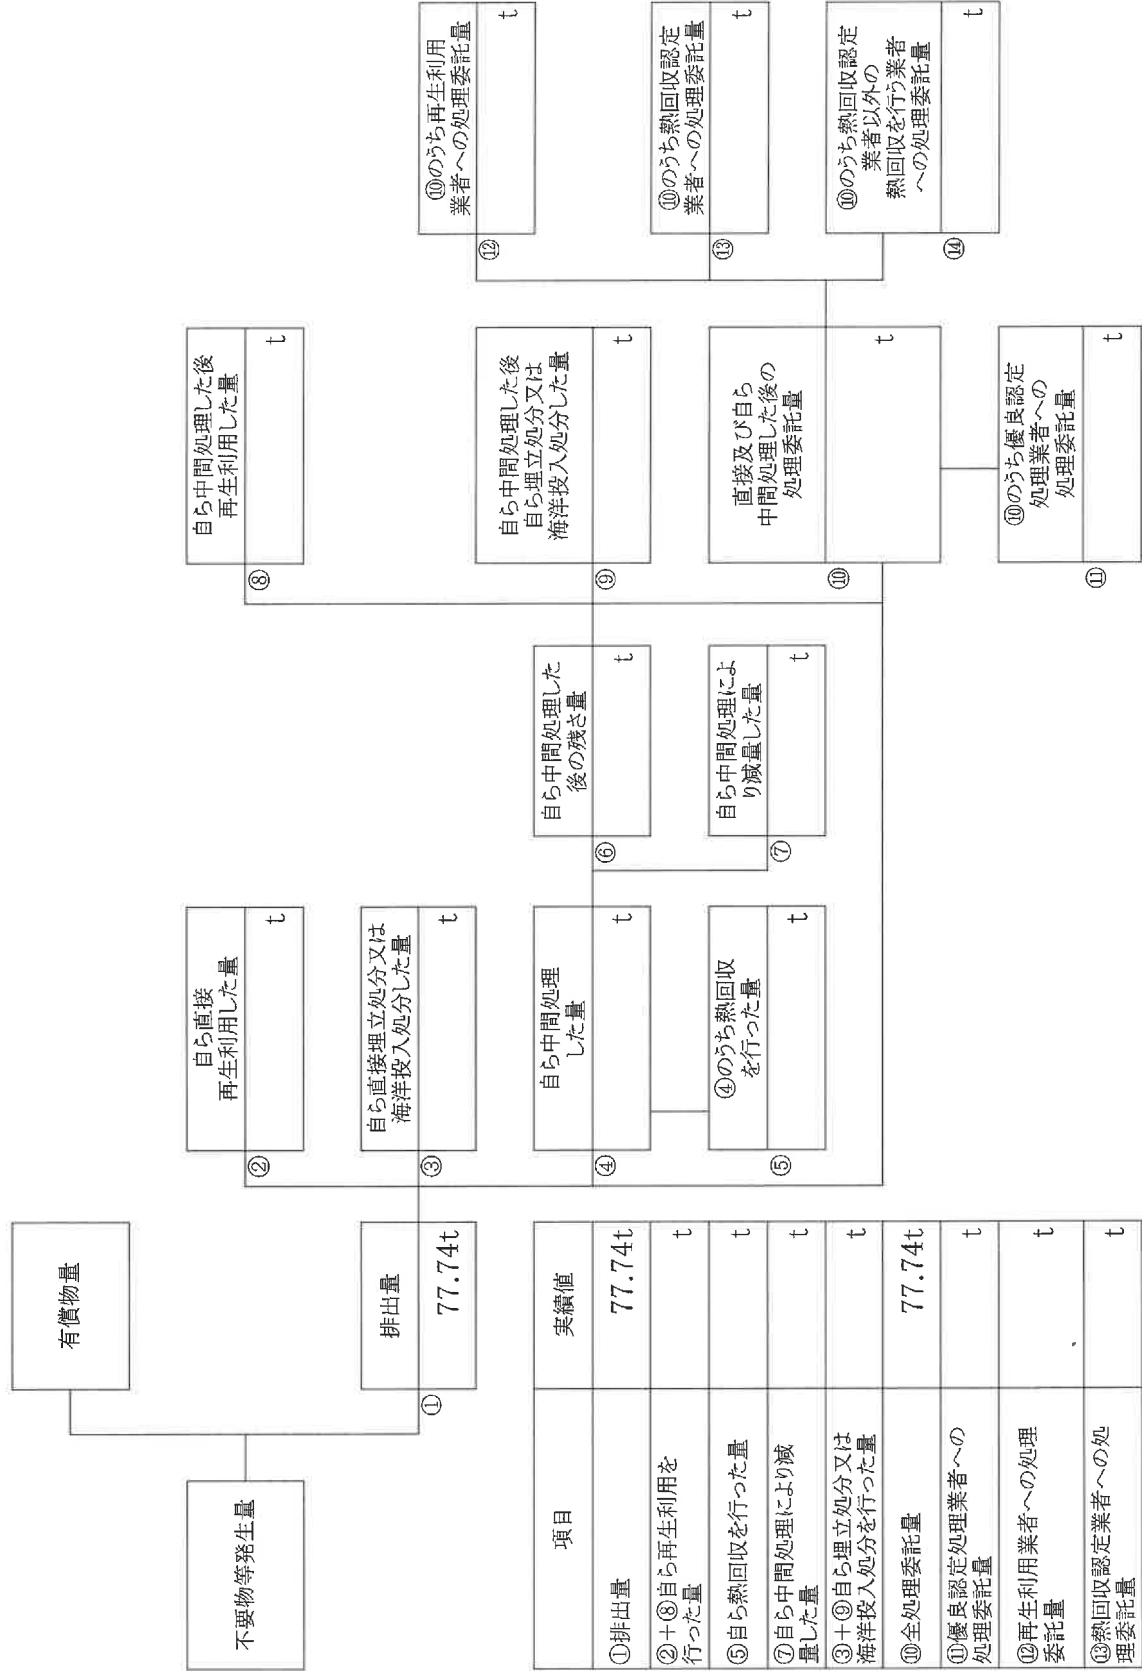 不要物等発生量
有償物量
①
排出量
77.74t
②
自ら直接
再生利用した量
t
③
自ら直接埋立処分又は
海洋投入処分した量
④
自ら中間処理
した量
t
⑤
④のうち熱回収
を行った量
t
⑥
自ら中間処理した
後の残さ量
t
⑦
自ら中間処理によ
り減量した量
t
⑧
自ら中間処理した後
再生利用した量
t
⑨
自ら中間処理した後
自ら埋立処分又は
海洋投入処分した量
t
⑩
直接及び自ら
中間処理した後の
処理委託量
t
⑪
⑩のうち優良認定
処理業者への
処理委託量
t
⑫
⑩のうち再生利用
業者への処理委託量
t
⑬
⑩のうち熱回収認定
業者への処理委託量
t
⑭
⑩のうち熱回収認定
業者以外の
熱回収を行う業者
への処理委託量
t
項目
実績値
①排出量
77.74t
②+⑧自ら再生利用を
行った量
t
⑤自ら熱回収を行った量
t
⑦自ら中間処理により減
量した量
t
③+⑨自ら埋立処分又は
海洋投入処分を行った量
t
⑩全処理委託量
77.74t
⑪優良認定処理業者への
処理委託量
t
⑫再生利用業者への処理
委託量
t
⑬熱回収認定業者への処
理委託量
t